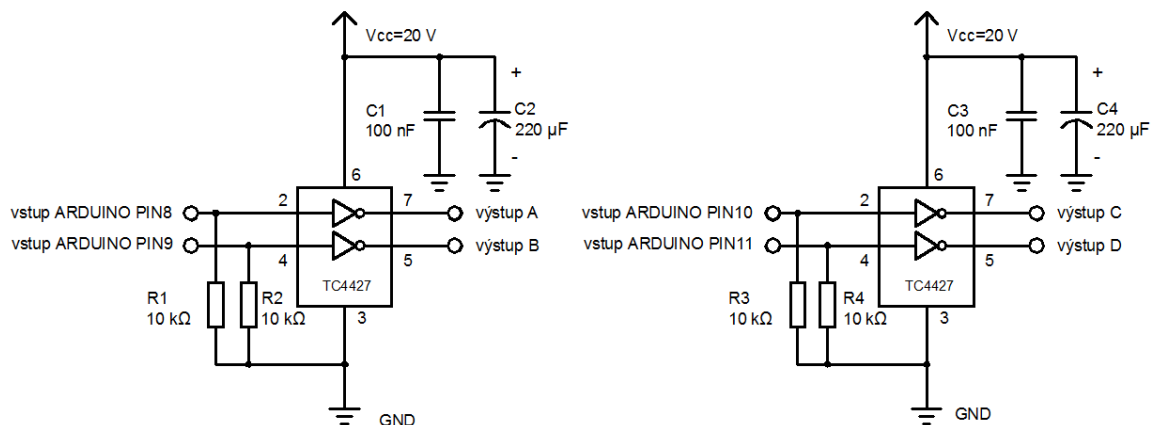 Vcc=20 V
+
C1
100 nF
C2
220 µF
-
6
vstup ARDUINO PIN8
2
7
výstup A
vstup ARDUINO PIN9
4
5
výstup B
TC4427
R1
10 kΩ
R2
10 kΩ
3
GND
Vcc=20 V
+
C3
100 nF
C4
220 µF
-
6
vstup ARDUINO PIN10
2
7
výstup C
vstup ARDUINO PIN11
4
5
výstup D
TC4427
R3
10 kΩ
R4
10 kΩ
3
GND